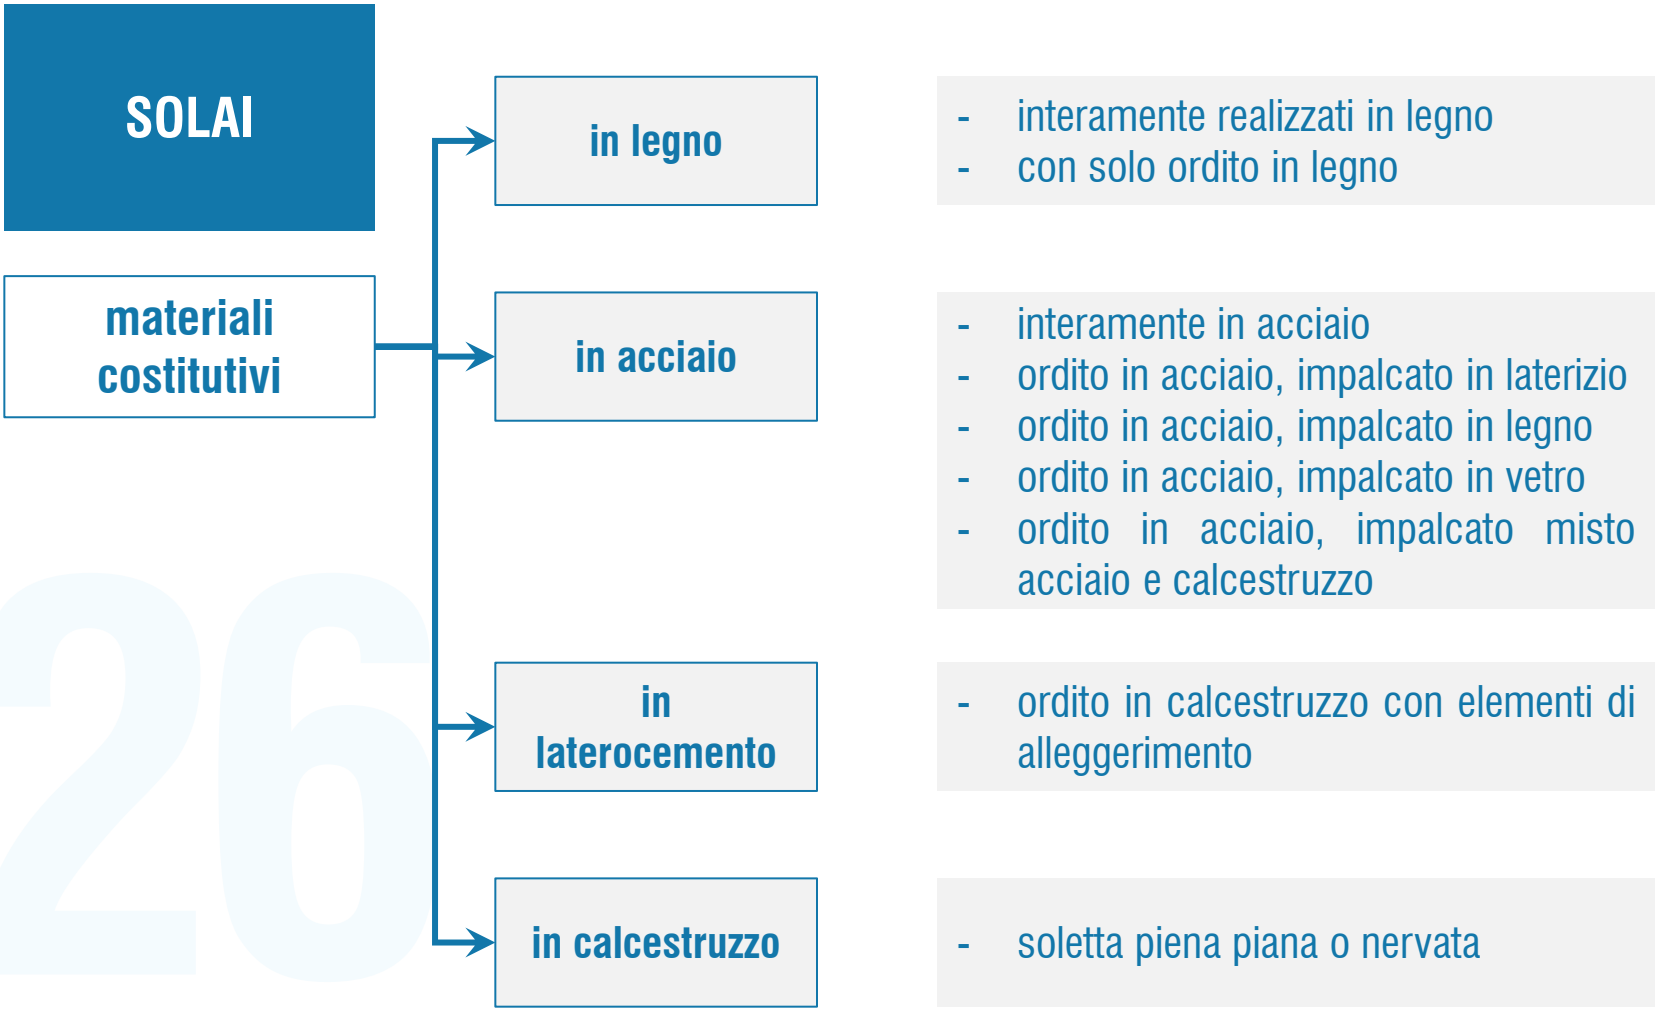 SOLAI
materiali
costitutivi
in legno
- interamente realizzati in legno
- con solo ordito in legno
in acciaio
- interamente in acciaio
- ordito in acciaio, impalcato in laterizio
- ordito in acciaio, impalcato in legno
- ordito in acciaio, impalcato in vetro
- ordito in acciaio, impalcato misto
acciaio e calcestruzzo
in
laterocemento
- ordito in calcestruzzo con elementi di
alleggerimento
in calcestruzzo
- soletta piena piana o nervata
26